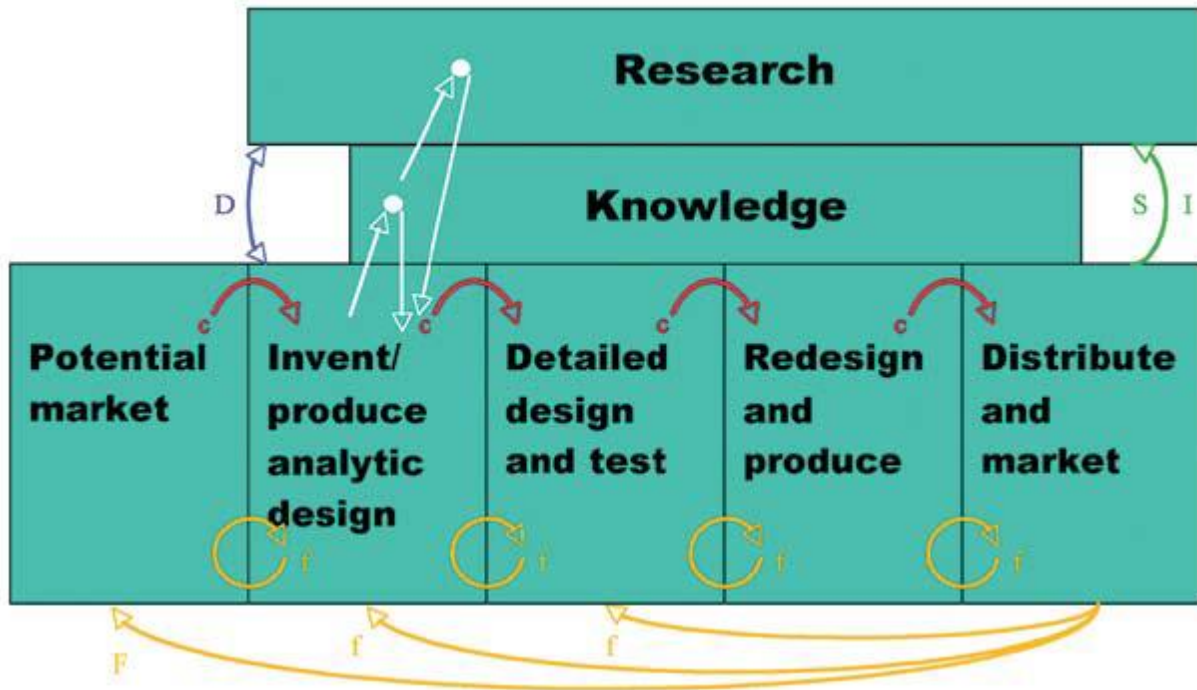 Research
D
Knowledge
S
I
c
c
c
c
Potential
market
Invent/
produce
analytic
design
Detailed
design
and test
Redesign
and
produce
Distribute
and
market
f
f
f
f
F
f
f